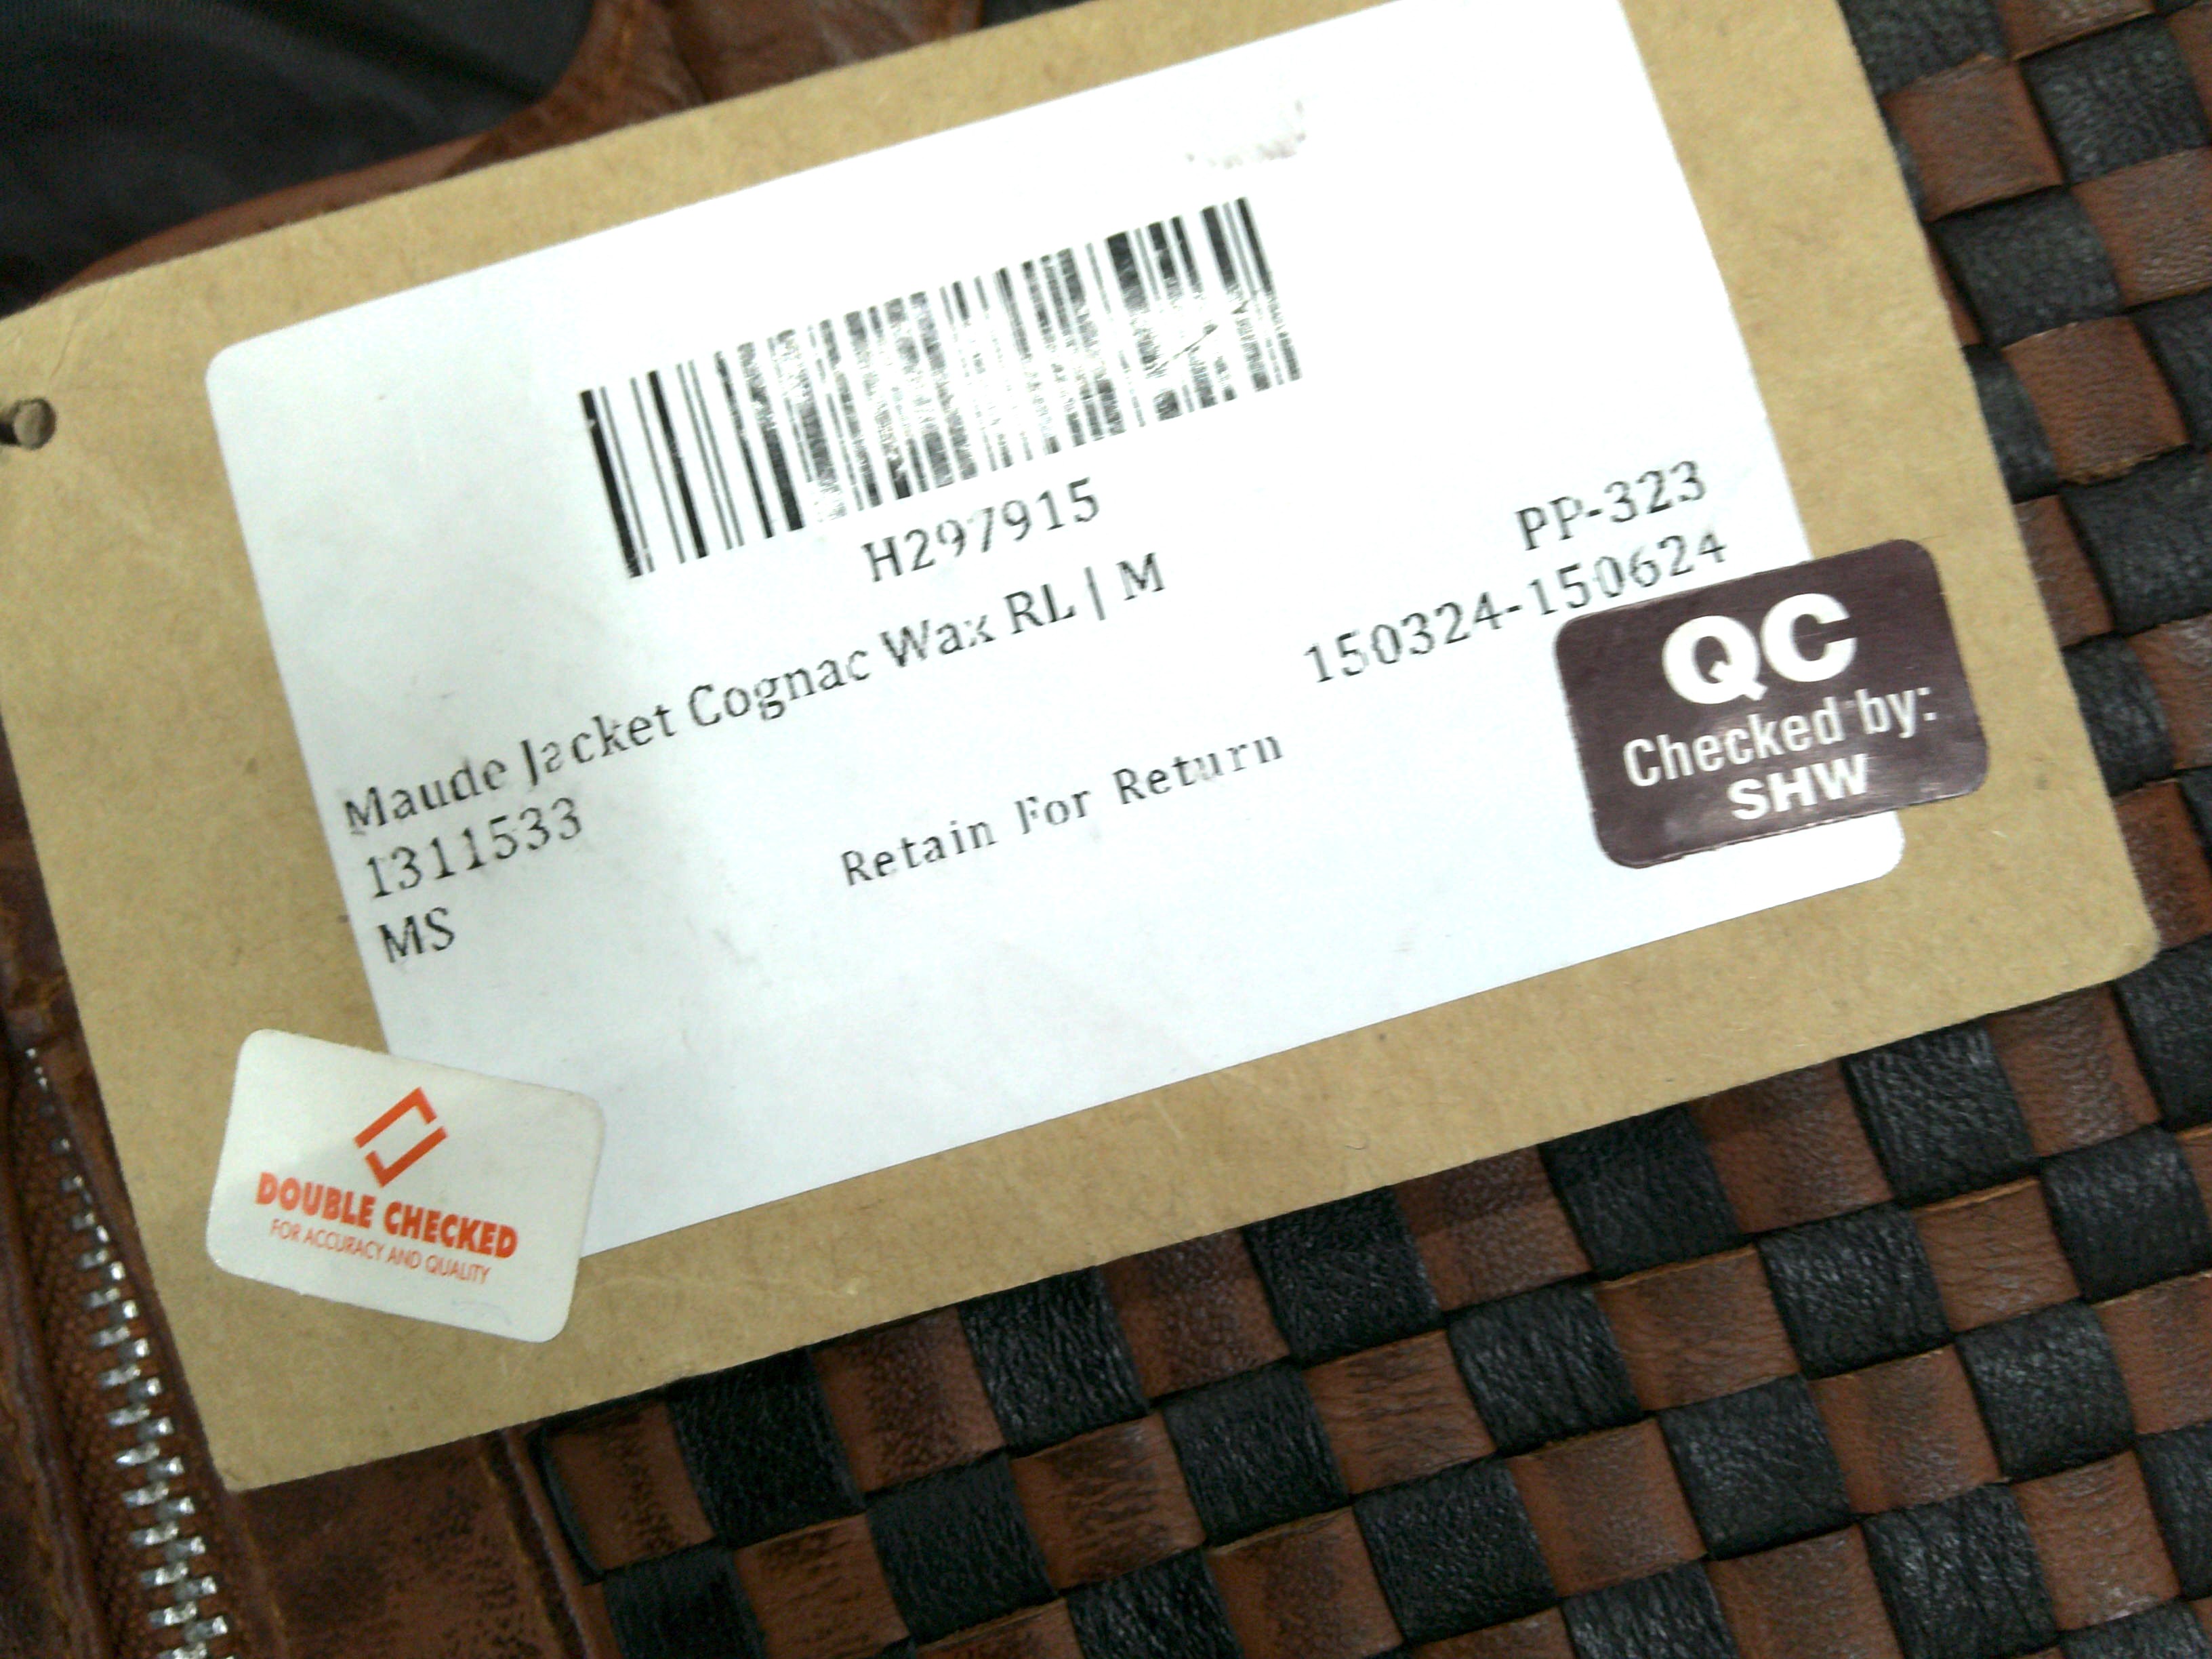 H297915
Maude Jacket Cognac Wax RL | M
PP-323
1311533
150324-150624
MS
Retain For Return
QC
Checked by:
SHW
DOUBLE CHECKED
FOR ACCURACY AND QUALITY